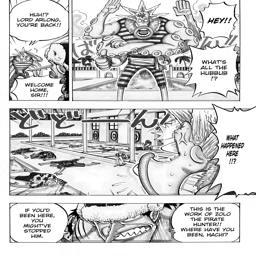 HEY!!
WHAT'S
ALL THE
HUBBUB
!?
HUH!?
LORD ARLONG,
YOU'RE BACK!!
WELCOME
HOME,
SIR!!!
WHAT
HAPPENED
HERE
!!?
THIS IS THE
WORK OF ZOLO
THE PIRATE
HUNTER!!
WHERE HAVE YOU
BEEN, HACHI?
IF YOU'D
BEEN HERE,
YOU
MIGHT'VE
STOPPED
HIM.